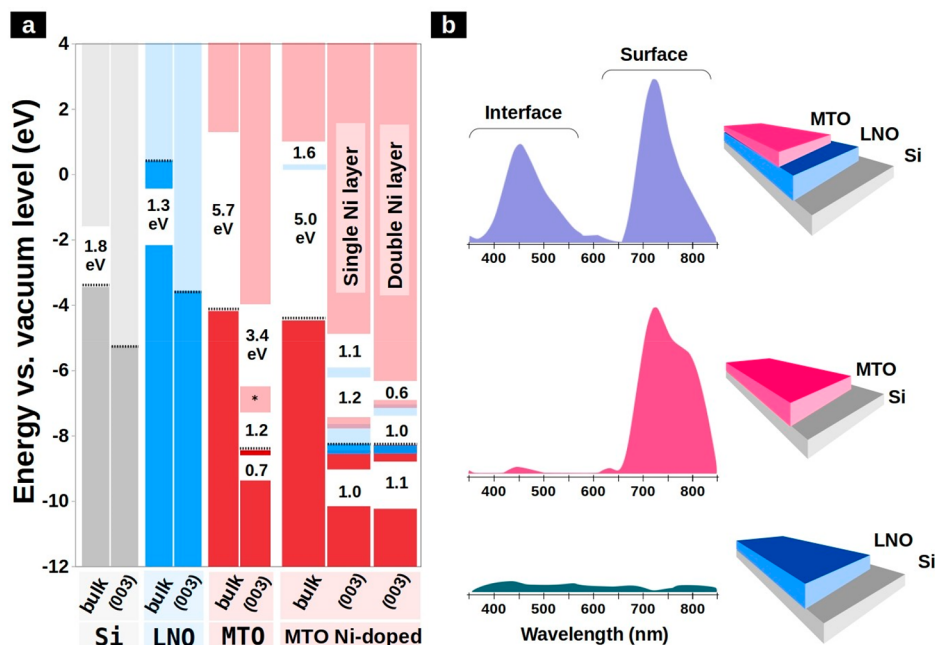 a
Energy vs. vacuum level (eV)
4
2
0
-2
-4
-6
-8
-10
-12
1.8
eV
1.3
eV
5.7
eV
3.4
eV
*
1.2
0.7
1.6
5.0
eV
Single Ni layer
1.1
1.2
1.0
Double Ni layer
0.6
1.0
1.1
bulk
(003)
bulk
(003)
bulk
(003)
bulk
(003)
(003)
Si
LNO
MTO
MTO Ni-doped
b
Interface
Surface
400 500 600 700 800
MTO
LNO
Si
400 500 600 700 800
MTO
Si
400 500 600 700 800
Wavelength (nm)
LNO
Si